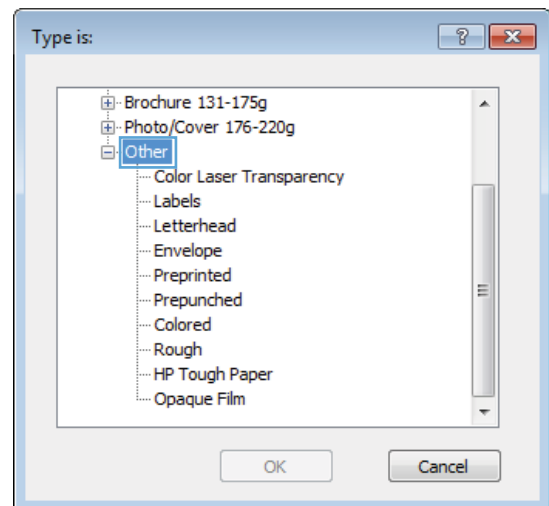 Type is:
Brochure 131-175g
Photo/Cover 176-220g
Other
Color Laser Transparency
Labels
Letterhead
Envelope
Preprinted
Prepunched
Colored
Rough
HP Tough Paper
Opaque Film
OK
Cancel